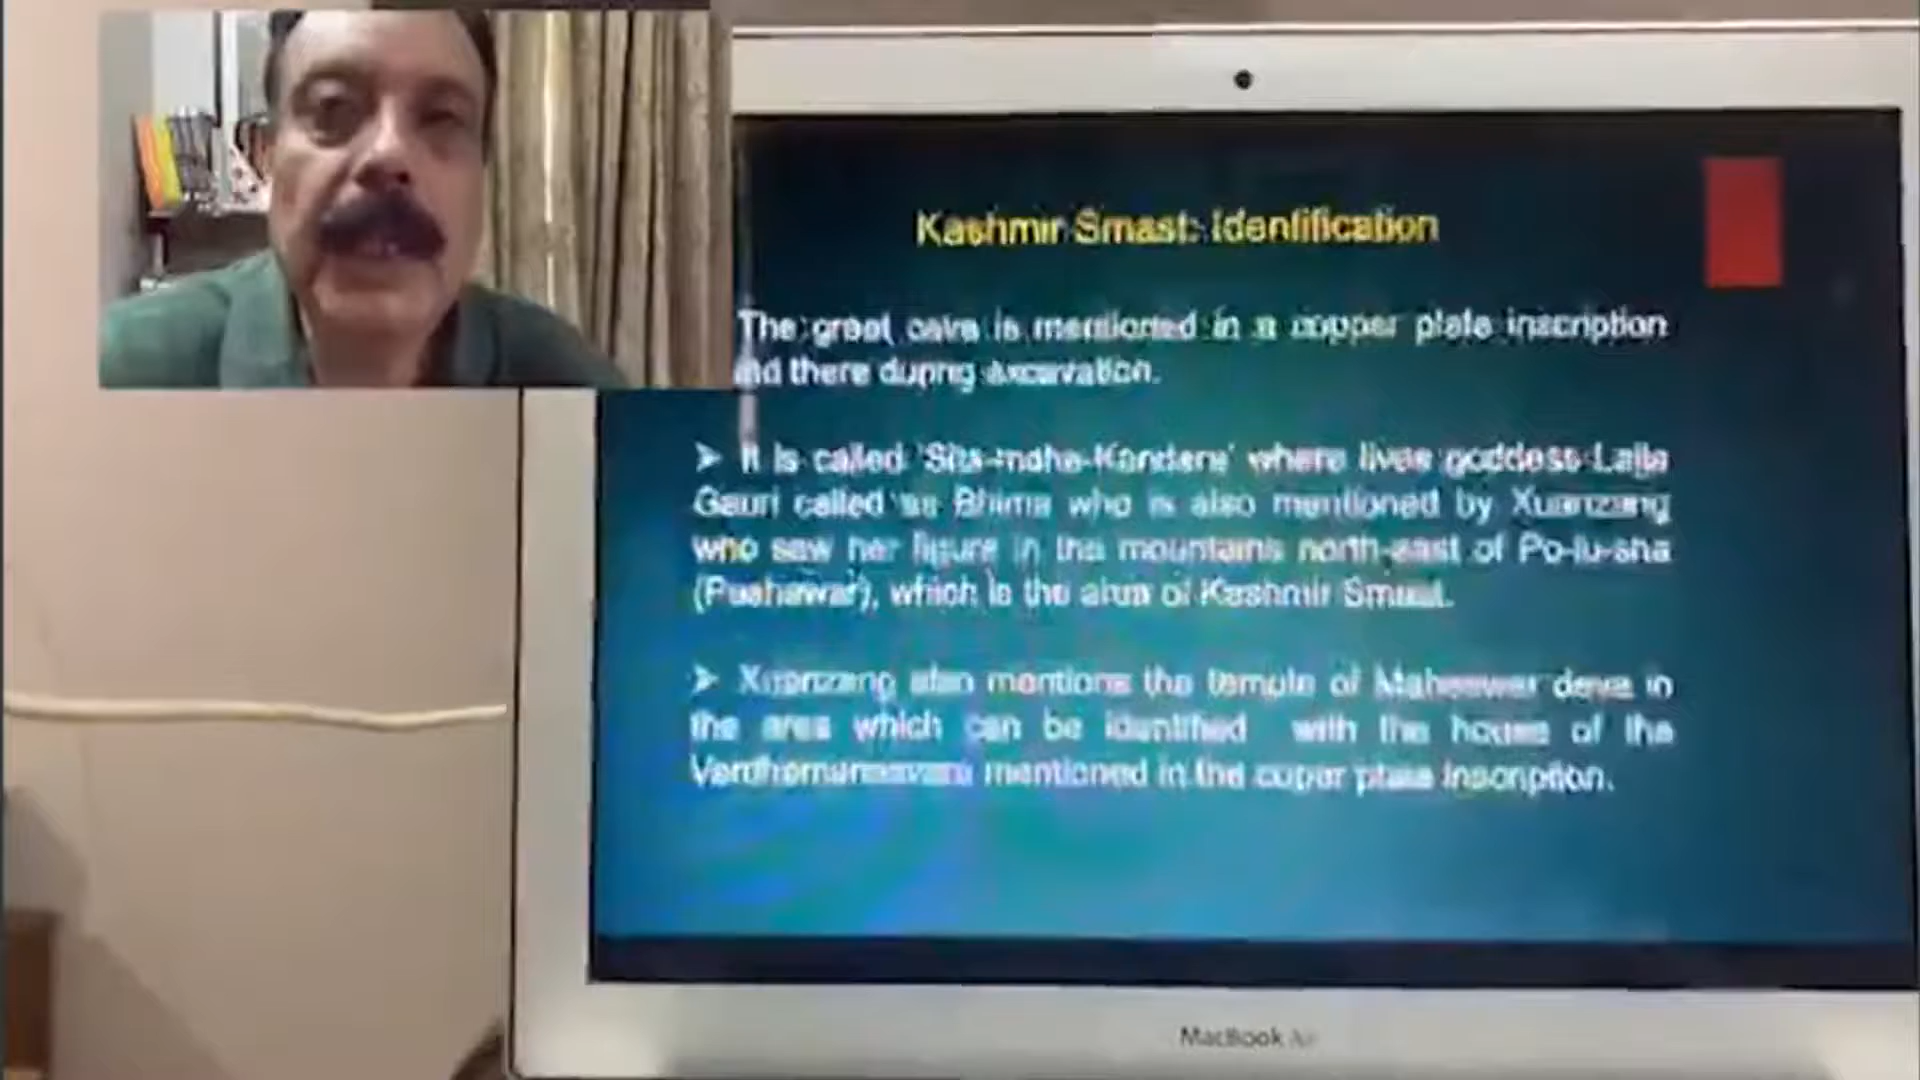 Kashmir Smast: Identification
The great cave is mentioned in a copper plate inscription
nd there during excavation.
➤ It is called 'Sita-maha-Kandara' where lives goddess Lajja
Gauri called as Bhima who is also mentioned by Xuanzang
who saw her figure in the mountains north-east of Po-lu-sha
(Peshawar), which is the area of Kashmir Smast.
➤ Xuanzang also mentions the temple of Maheswar deva in
the area which can be identified with the house of the
mentioned in the coper plate inscription.
MacBook Air